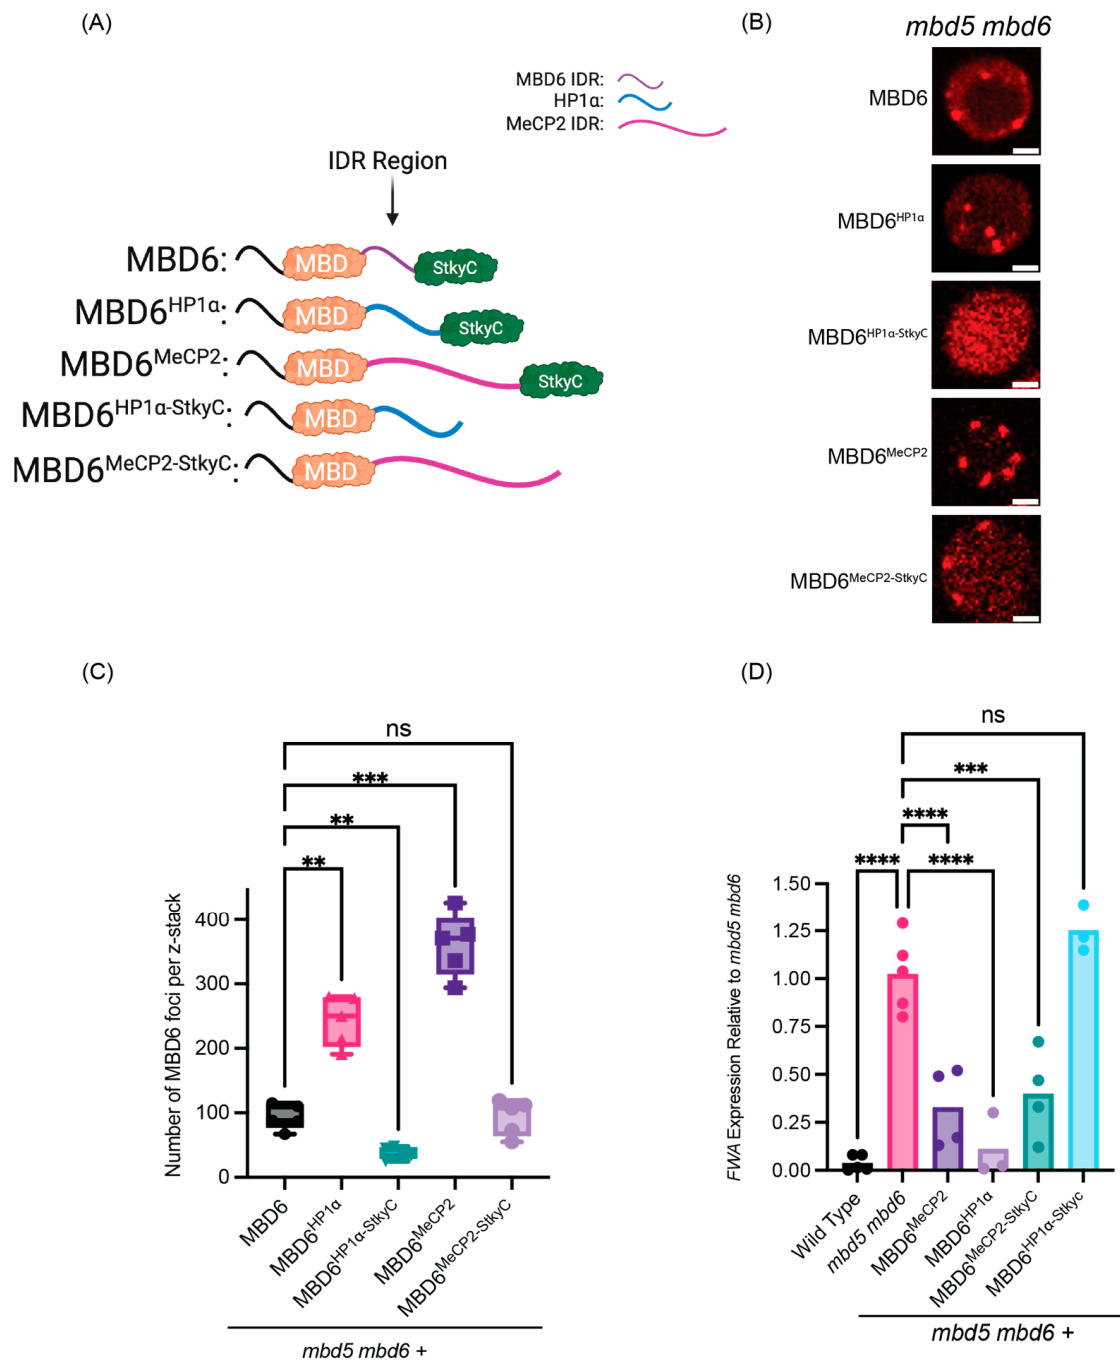 (A)
MBD6 IDR:
HP1α:
MeCP2 IDR:
IDR Region
MBD6: MBD StkyC
MBD6HP1α: MBD StkyC
MBD6MeCP2: MBD StkyC
MBD6HP1α-StkyC: MBD
MBD6MeCP2-StkyC: MBD
(B)
mbd5 mbd6
MBD6
MBD6HP1α
MBD6HP1α-StkyC
MBD6MeCP2
MBD6MeCP2-StkyC
(C)
ns
***
**
**
Number of MBD6 foci per z-stack
400
300
200
100
0
MBD6
MBD6HP1α
MBD6HP1α-StkyC
MBD6MeCP2
MBD6MeCP2-StkyC
mbd5 mbd6 +
(D)
ns
***
****
**** ****
FWA Expression Relative to mbd5 mbd6
1.50
1.25
1.00
0.75
0.50
0.25
0.00
Wild Type
mbd5 mbd6
MBD6MeCP2
MBD6HP1α
MBD6MeCP2-StkyC
MBD6HP1α-Stkyc
mbd5 mbd6 +